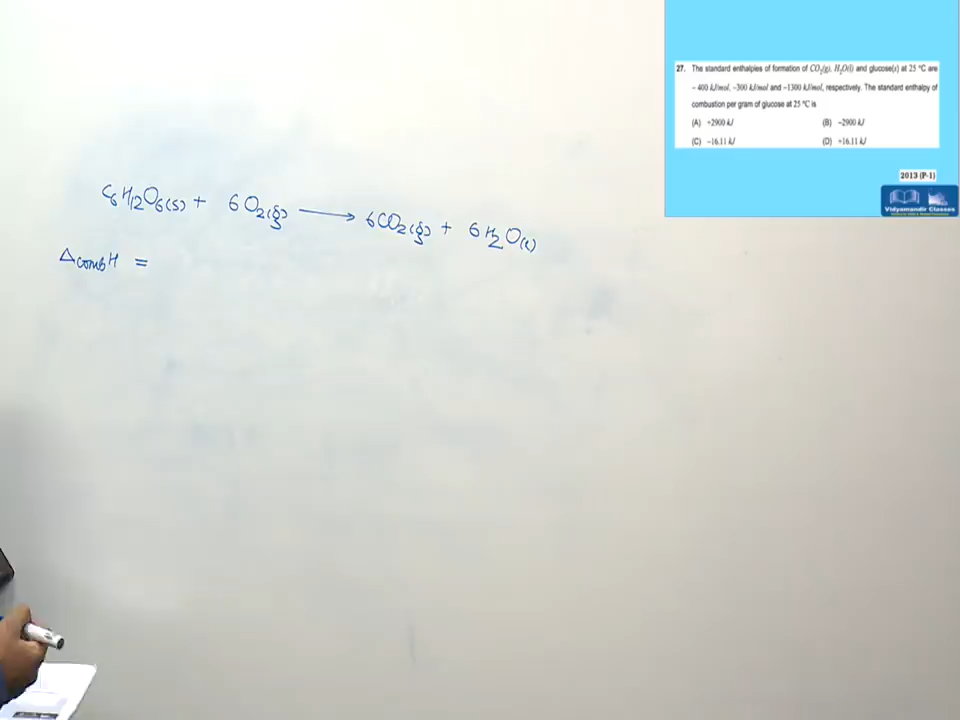 27. The standard enthalpies of formation of CO₂(g), H₂O(l) and glucose(s) at 25 °C are
– 400 kJ/mol, –300 kJ/mol and –1300 kJ/mol, respectively. The standard enthalpy of
combustion per gram of glucose at 25 °C is
(A) +2900 kJ (B) –2900 kJ
(C) –16.11 kJ (D) +16.11 kJ
2013 (P-1)
Vidyamandir Classes
C₆H₁₂O₆(s) + 6O₂(g) ⟶ 6CO₂(g) + 6H₂O(l)
ΔcombH =